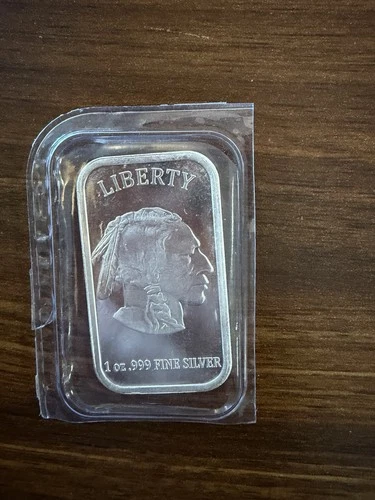 LIBERTY
1 oz .999 FINE SILVER